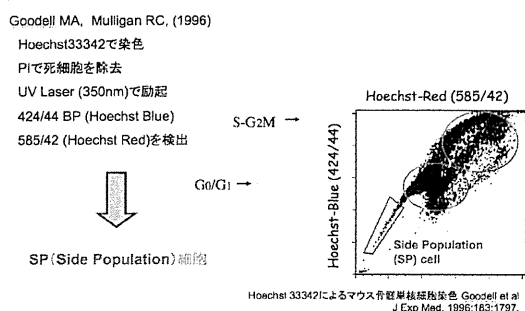 Goodell MA, Mulligan RC, (1996)
Hoechst33342で染色
PIで死細胞を除去
UV Laser (350nm)で励起
424/44 BP (Hoechst Blue)
585/42 (Hoechst Red)を検出
SP(Side Population)細胞
Hoechst-Red (585/42)
S-G2M →
G0/G1 →
Hoechst-Blue (424/44)
Side Population
(SP) cell
Hoechst 33342によるマウス骨髄単核細胞染色 Goodell et al
J Exp Med. 1996:183:1797.